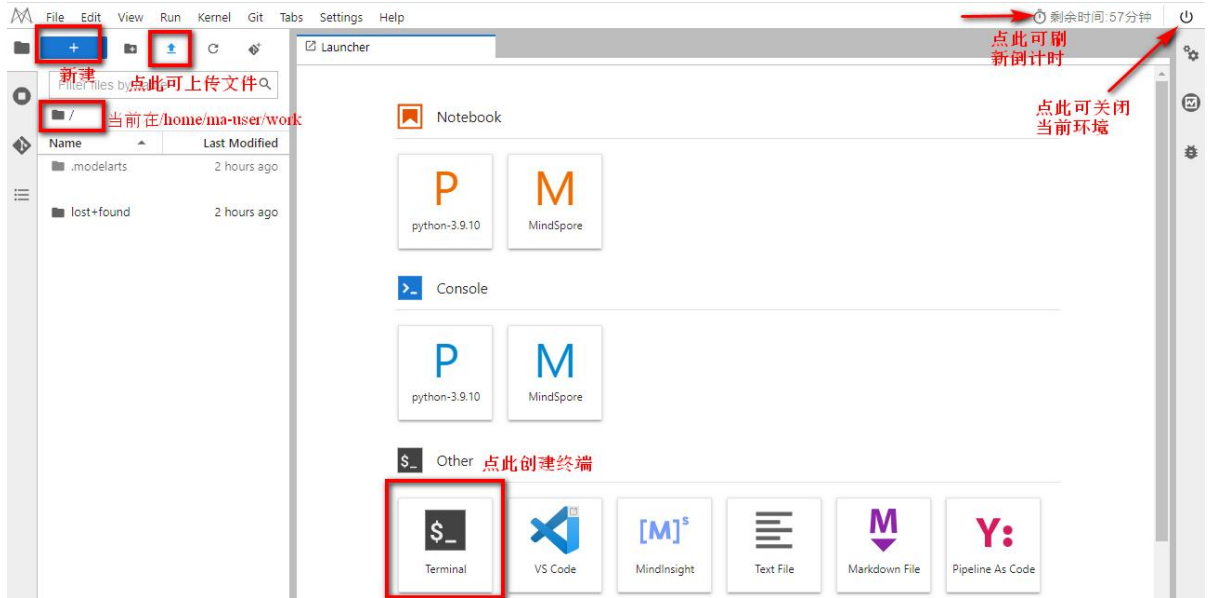 File Edit View Run Kernel Git Tabs Settings Help
剩余时间:57分钟
点此可刷
新倒计时
Launcher
新建
点此可上传文件
Filter files by name
点此可关闭
当前环境
/
当前在/home/ma-user/work
Name Last Modified
.modelarts 2 hours ago
lost+found 2 hours ago
Notebook
P M
python-3.9.10 MindSpore
Console
P M
python-3.9.10 MindSpore
$_ Other 点此创建终端
$_ [M]s M Y:
Terminal VS Code MindInsight Text File Markdown File Pipeline As Code